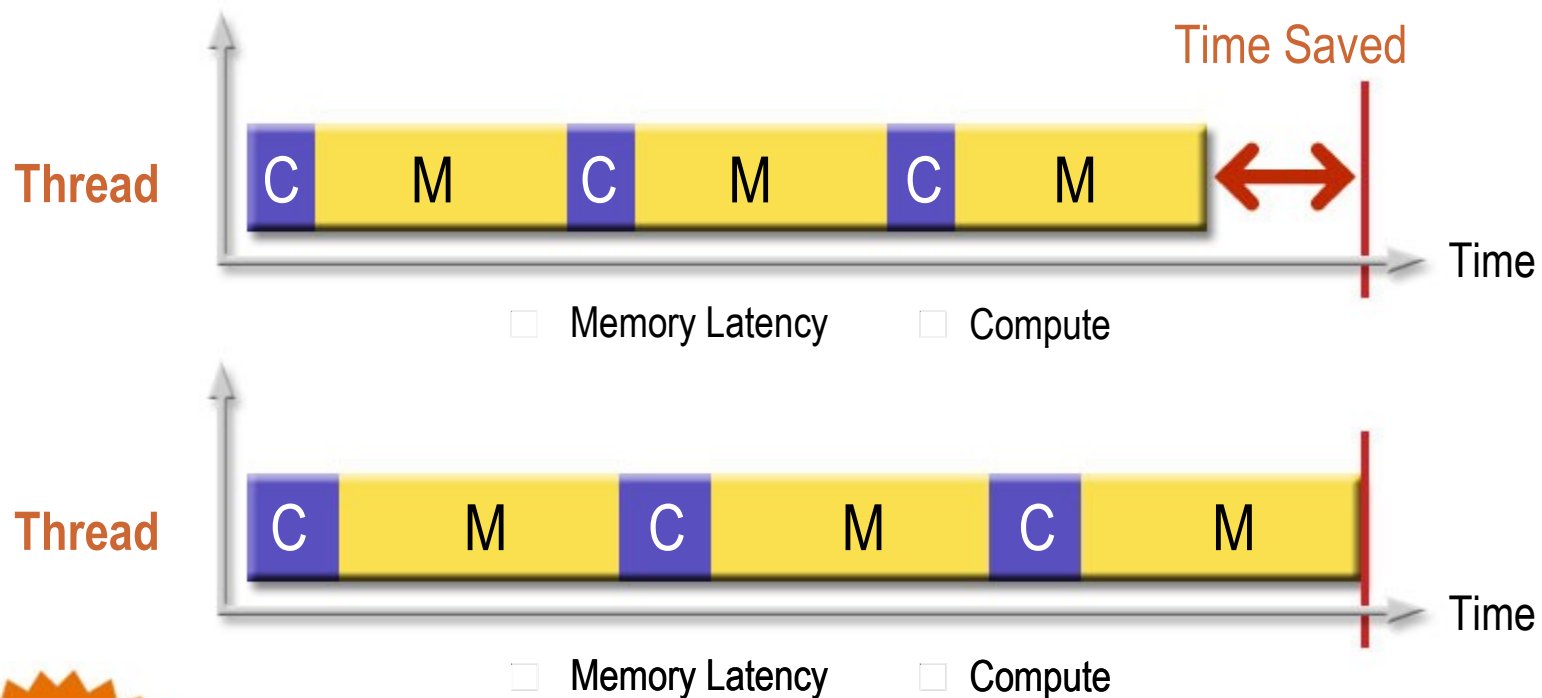 Time Saved
Thread C M C M C M
Time
Memory Latency Compute
Thread C M C M C M
Time
Memory Latency Compute